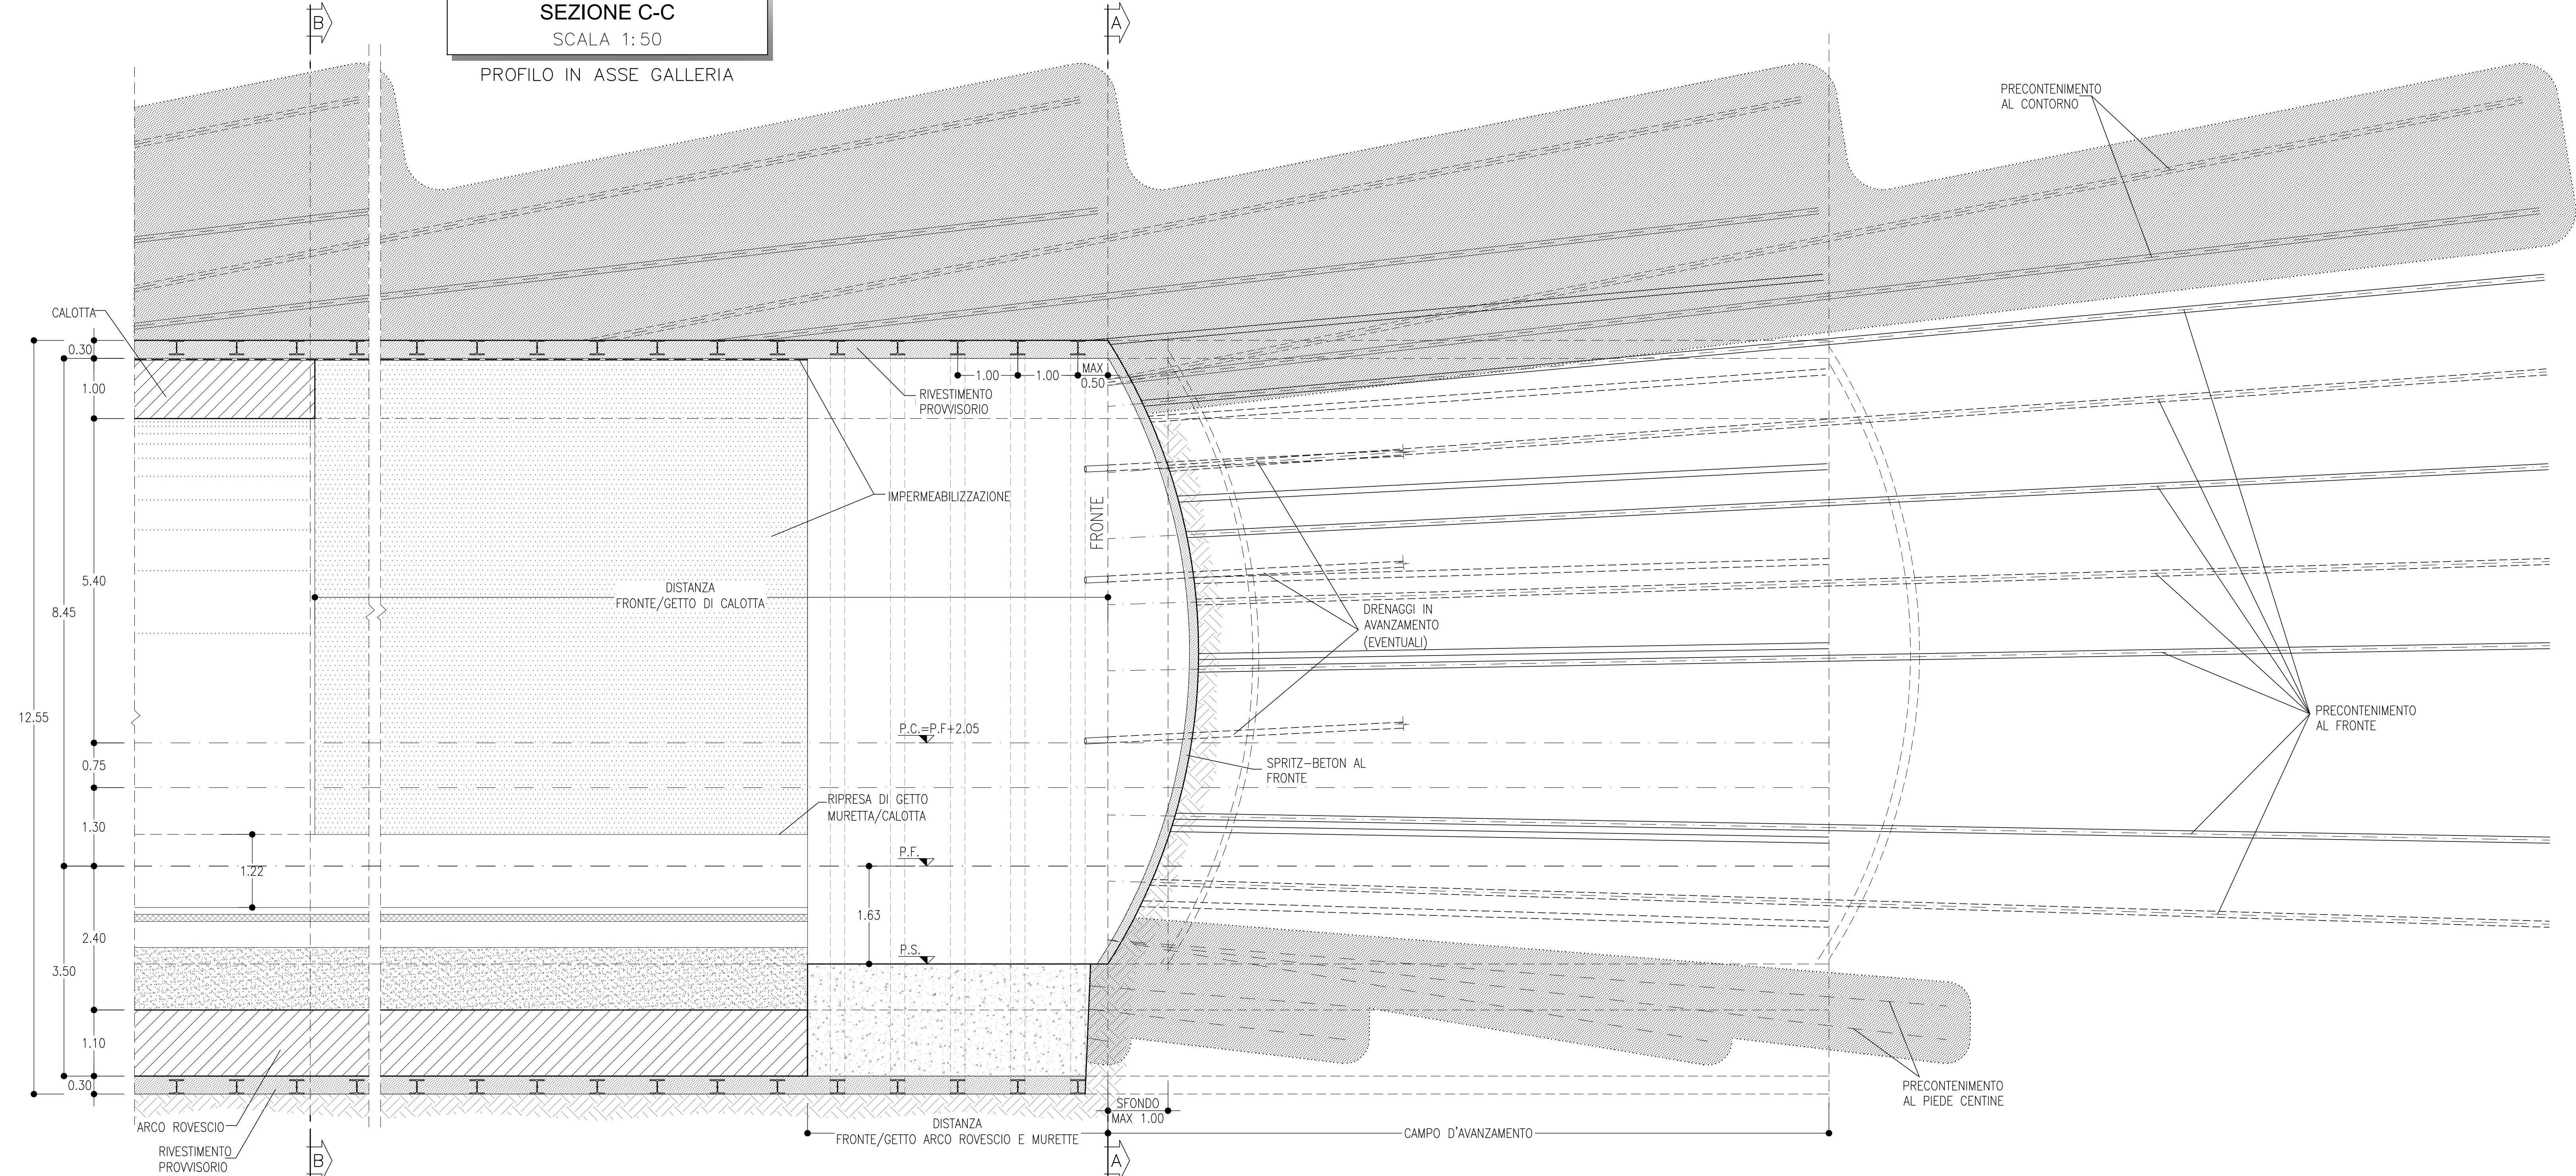 B
A
SEZIONE C-C
SCALA 1:50
PROFILO IN ASSE GALLERIA
PRECONTENIMENTO
AL CONTORNO
CALOTTA
0.30
1.00
5.40
8.45
12.55
0.75
1.30
1.22
2.40
3.50
1.10
0.30
1.00
1.00
MAX
0.50
RIVESTIMENTO
PROVVISORIO
IMPERMEABILIZZAZIONE
FRONTE
DISTANZA
FRONTE/GETTO DI CALOTTA
DRENAGGI IN
AVANZAMENTO
(EVENTUALI)
P.C.=P.F+2.05
SPRITZ-BETON AL
FRONTE
RIPRESA DI GETTO
MURETTA/CALOTTA
P.F.
1.63
P.S.
PRECONTENIMENTO
AL FRONTE
PRECONTENIMENTO
AL PIEDE CENTINE
SFONDO
MAX 1.00
ARCO ROVESCIO
RIVESTIMENTO
PROVVISORIO
DISTANZA
FRONTE/GETTO ARCO ROVESCIO E MURETTE
CAMPO D'AVANZAMENTO
B
A